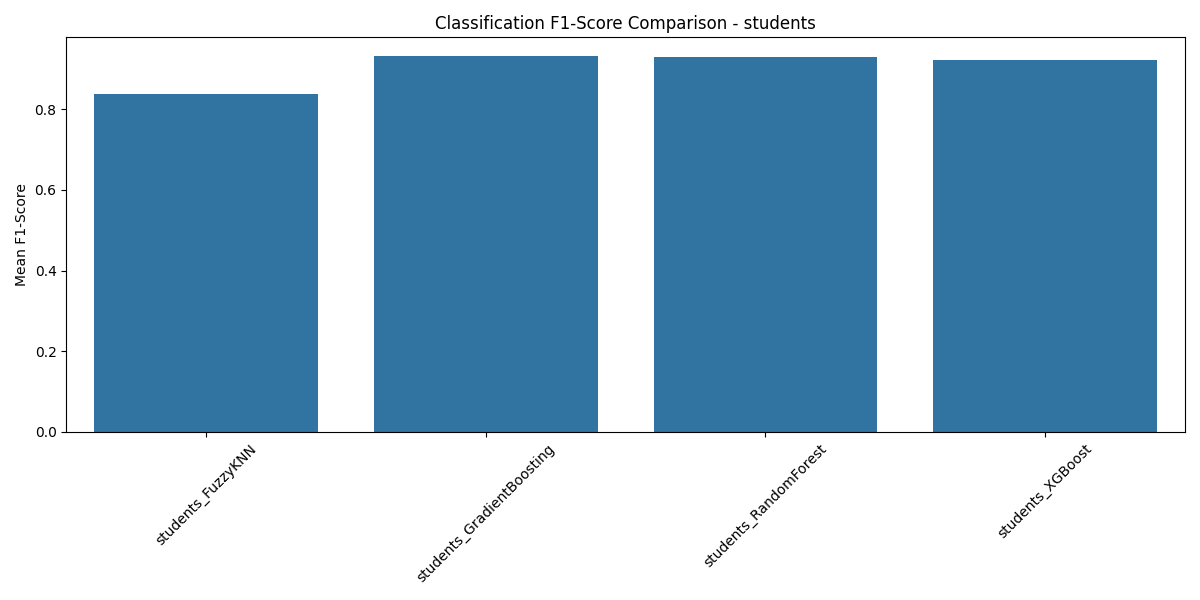 Classification F1-Score Comparison - students
Mean F1-Score
0.8
0.6
0.4
0.2
0.0
students_FuzzyKNN
students_GradientBoosting
students_RandomForest
students_XGBoost